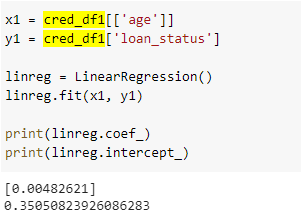 x1 = cred_df1[['age']]
y1 = cred_df1['loan_status']
linreg = LinearRegression()
linreg.fit(x1, y1)
print(linreg.coef_)
print(linreg.intercept_)
[0.00482621]
0.35050823926086283